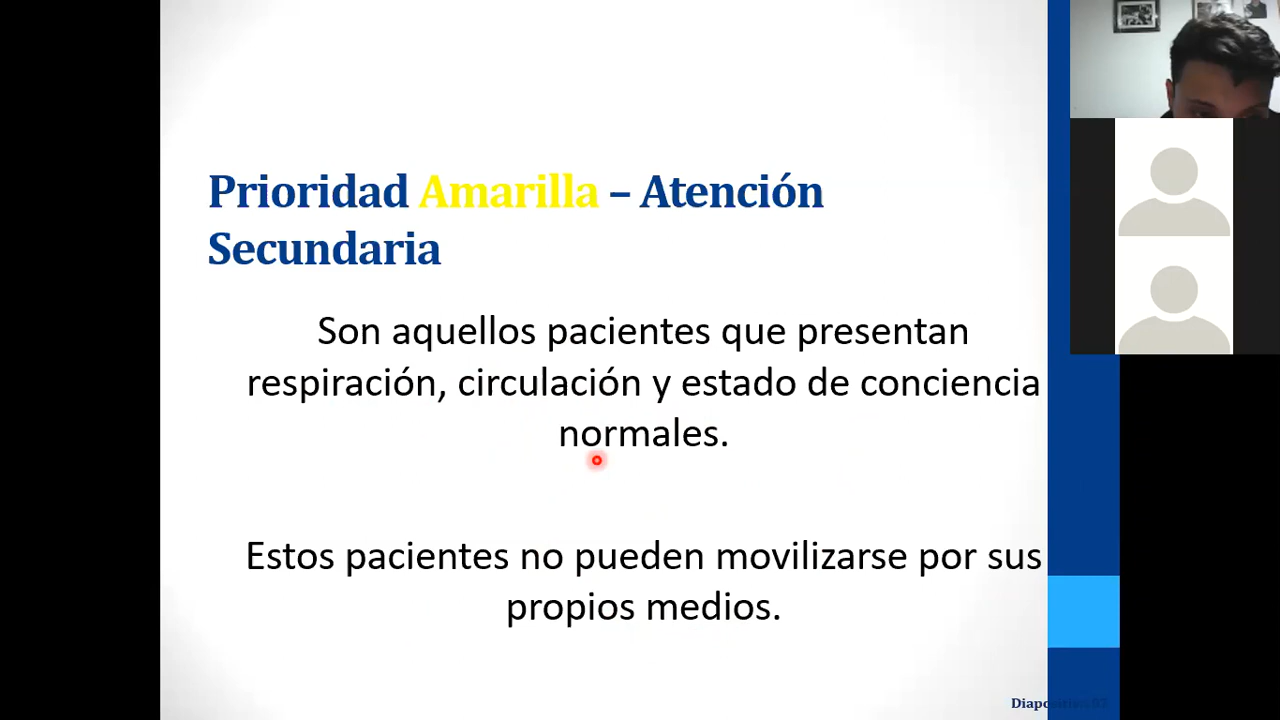 Prioridad Amarilla – Atención
Secundaria
Son aquellos pacientes que presentan
respiración, circulación y estado de conciencia
normales.
Estos pacientes no pueden movilizarse por sus
propios medios.
Diapositiva